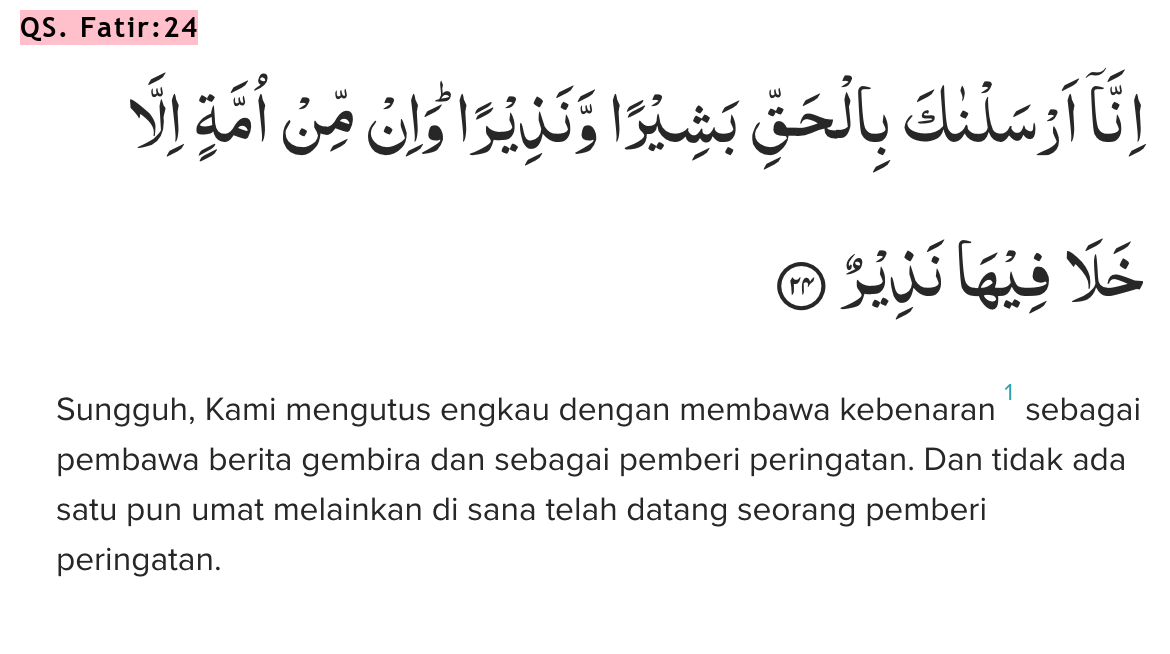 QS. Fatir:24
اِنَّآ اَرْسَلْنٰكَ بِالْحَقِّ بَشِيْرًا وَّنَذِيْرًا ۗوَاِنْ مِّنْ اُمَّةٍ اِلَّا
خَلَا فِيْهَا نَذِيْرٌ ٢٤
Sungguh, Kami mengutus engkau dengan membawa kebenaran 1 sebagai
pembawa berita gembira dan sebagai pemberi peringatan. Dan tidak ada
satu pun umat melainkan di sana telah datang seorang pemberi
peringatan.